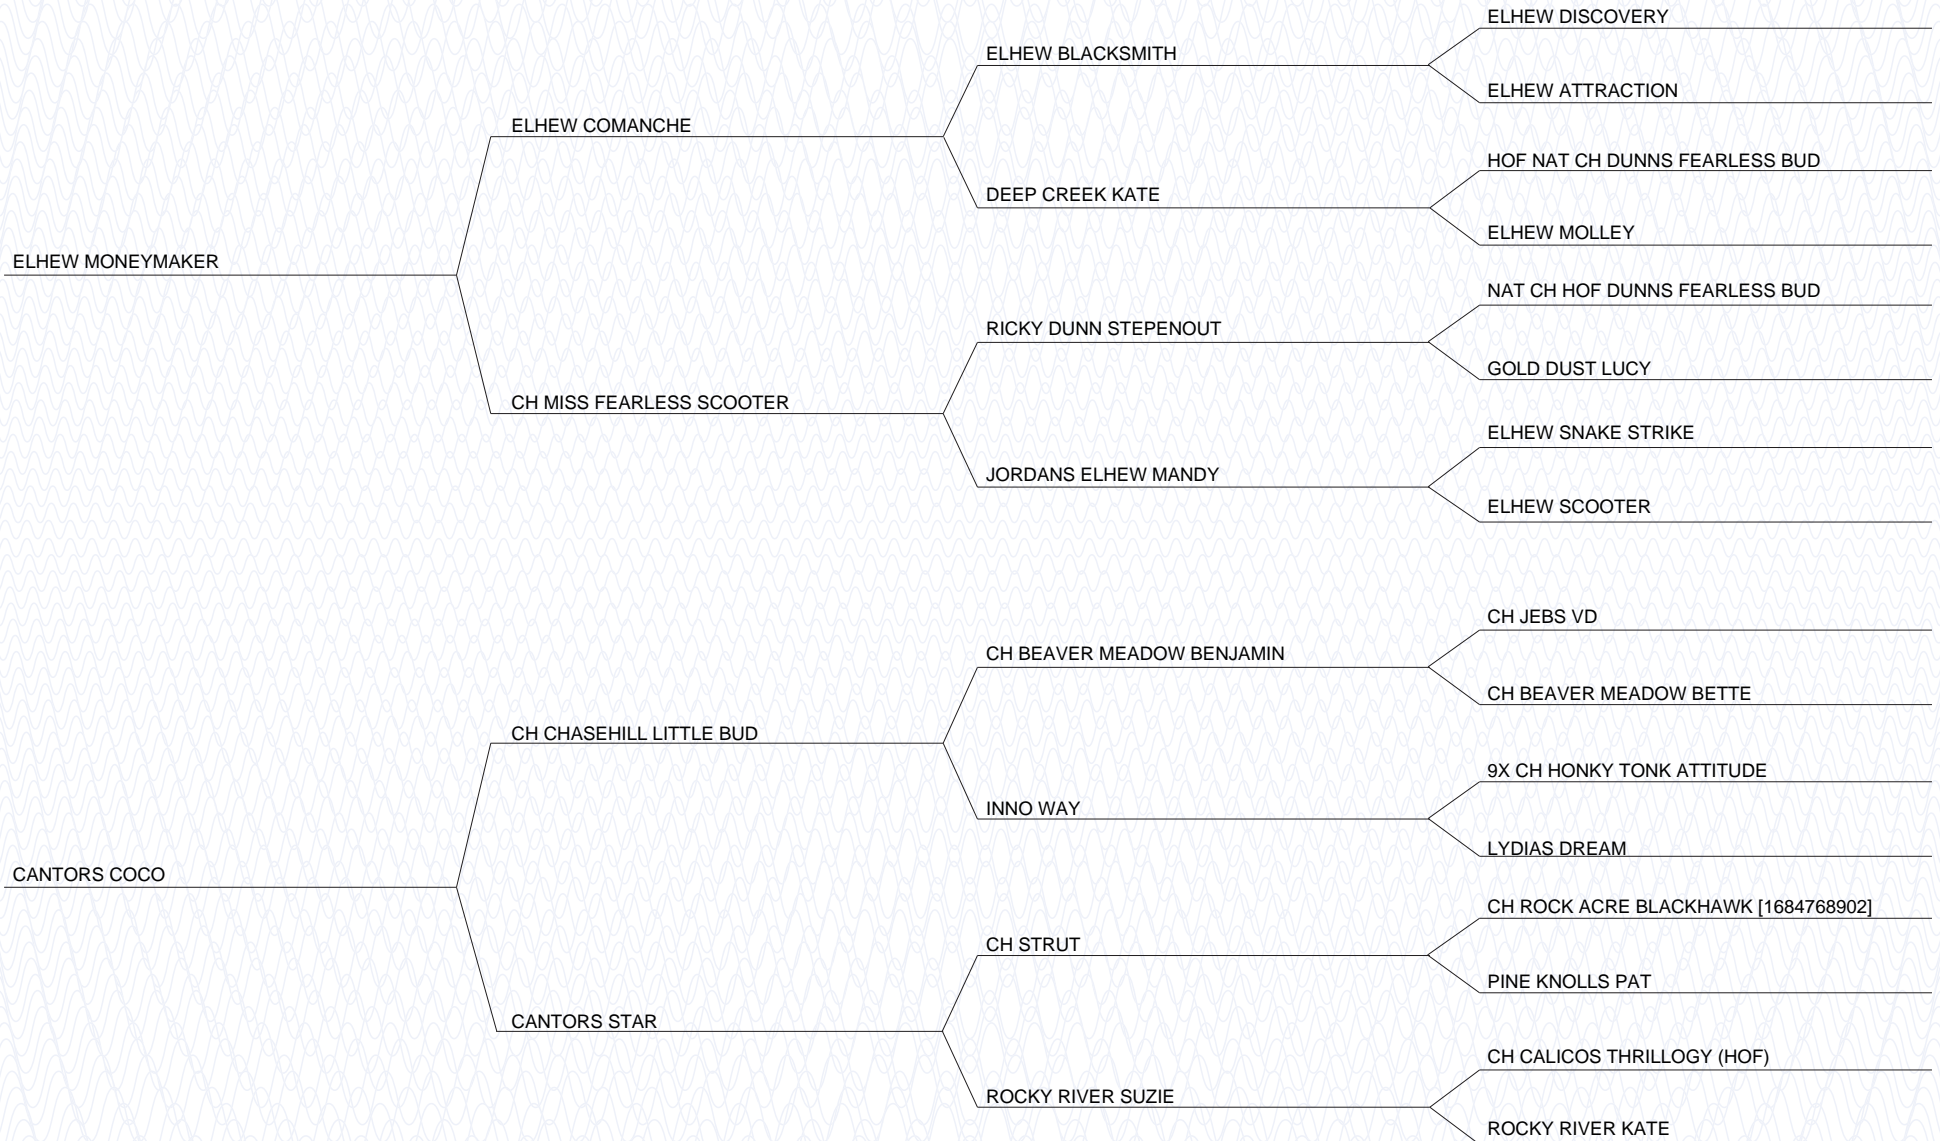 ELHEW DISCOVERY
ELHEW BLACKSMITH
ELHEW ATTRACTION
ELHEW COMANCHE
HOF NAT CH DUNNS FEARLESS BUD
DEEP CREEK KATE
ELHEW MOLLEY
ELHEW MONEYMAKER
NAT CH HOF DUNNS FEARLESS BUD
RICKY DUNN STEPENOUT
GOLD DUST LUCY
CH MISS FEARLESS SCOOTER
ELHEW SNAKE STRIKE
JORDANS ELHEW MANDY
ELHEW SCOOTER
CH JEBS VD
CH BEAVER MEADOW BENJAMIN
CH BEAVER MEADOW BETTE
CH CHASEHILL LITTLE BUD
9X CH HONKY TONK ATTITUDE
INNO WAY
LYDIAS DREAM
CANTORS COCO
CH ROCK ACRE BLACKHAWK [1684768902]
CH STRUT
PINE KNOLLS PAT
CANTORS STAR
CH CALICOS THRILLOGY (HOF)
ROCKY RIVER SUZIE
ROCKY RIVER KATE